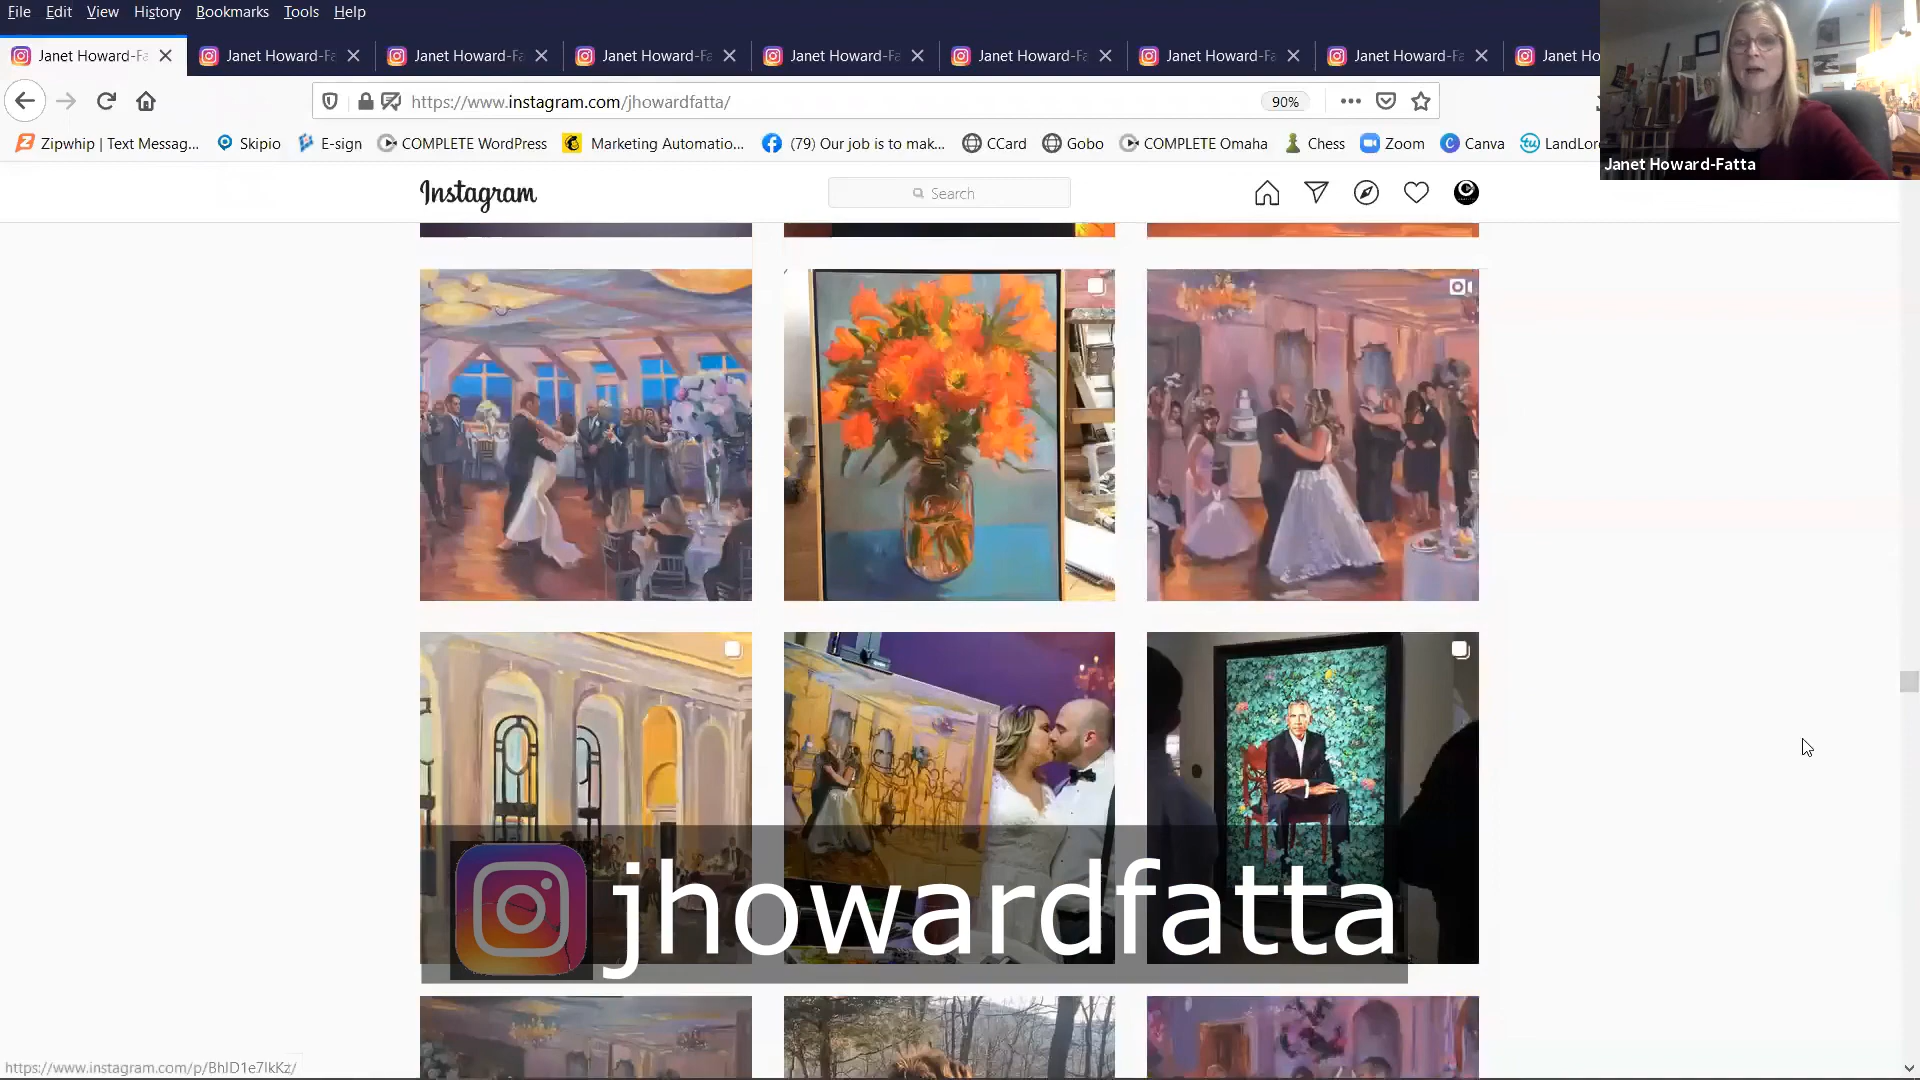 File Edit View History Bookmarks Tools Help
Janet Howard-Fa Janet Howard-Fa Janet Howard-Fa Janet Howard-Fa Janet Howard-Fa Janet Howard-Fa Janet Howard-Fa Janet Howard-Fa Janet Ho
https://www.instagram.com/jhowardfatta/ 90%
Zipwhip | Text Messag... Skipio E-sign COMPLETE WordPress Marketing Automatio... (79) Our job is to mak... CCard Gobo COMPLETE Omaha Chess Zoom Canva LandLor
Janet Howard-Fatta
Instagram Search
jhowardfatta
https://www.instagram.com/p/BhJD1e7lkKz/